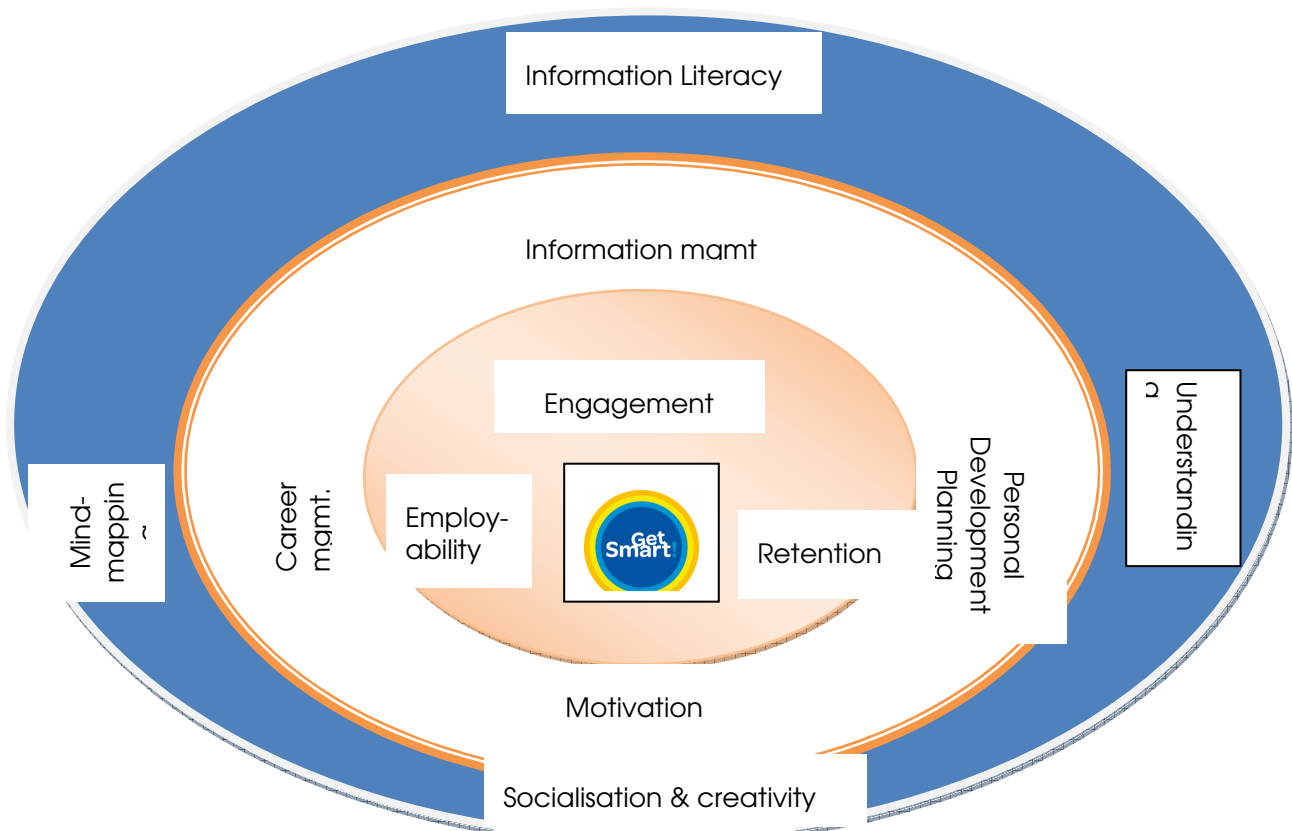 Information Literacy
Information mgmt
Engagement
Understandin
g
Personal
Development
Planning
Mind-
mappin
Career
mgmt.
Employ-
ability
Get
Smart!
Retention
Motivation
Socialisation & creativity